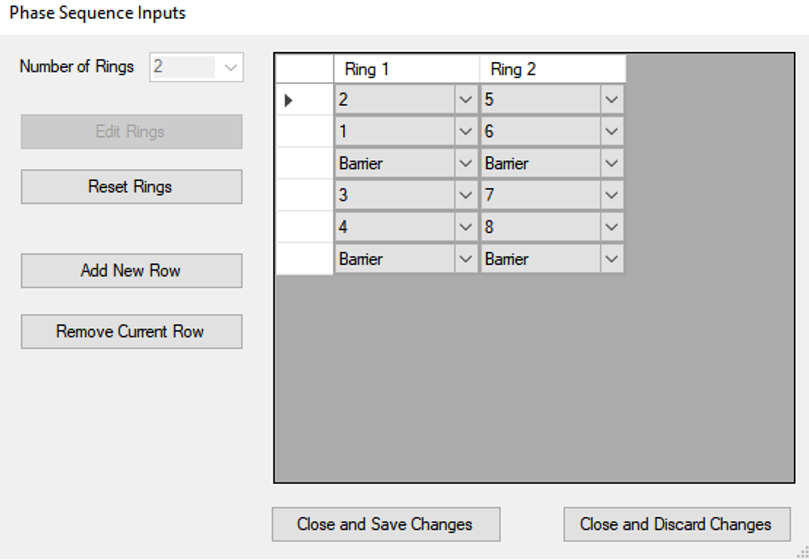 Phase Sequence Inputs
Number of Rings 2
Edit Rings
Reset Rings
Add New Row
Remove Current Row
Ring 1 Ring 2
2 5
1 6
Barrier Barrier
3 7
4 8
Barrier Barrier
Close and Save Changes Close and Discard Changes